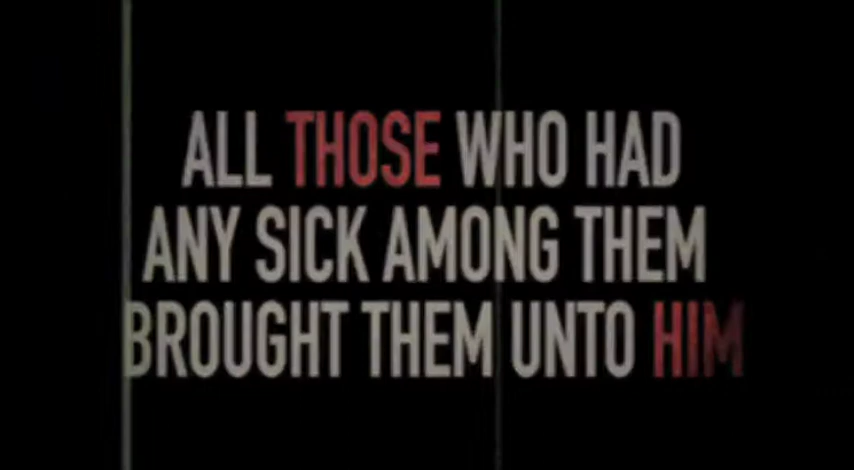 ALL THOSE WHO HAD
ANY SICK AMONG THEM
BROUGHT THEM UNTO HIM